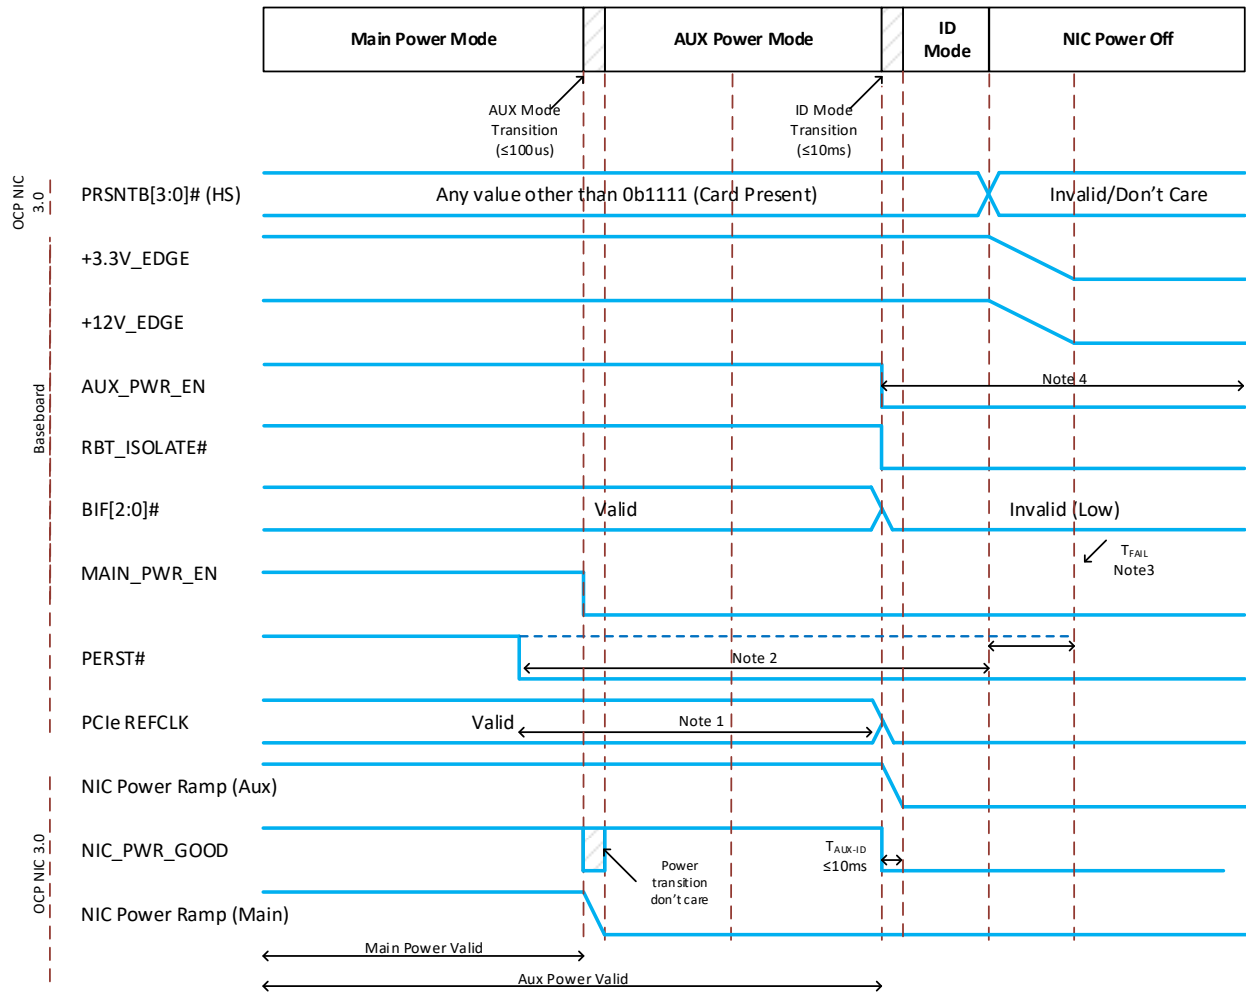 Main Power Mode
AUX Power Mode
ID
Mode
NIC Power Off
AUX Mode
Transition
(≤100us)
ID Mode
Transition
(≤10ms)
OCP NIC
3.0
PRSNTB[3:0]# (HS)
Any value other than 0b1111 (Card Present)
Invalid/Don't Care
+3.3V_EDGE
+12V_EDGE
Baseboard
AUX_PWR_EN
Note 4
RBT_ISOLATE#
BIF[2:0]#
Valid
Invalid (Low)
TFAIL
Note3
MAIN_PWR_EN
PERST#
Note 2
PCIe REFCLK
Valid
Note 1
NIC Power Ramp (Aux)
OCP NIC 3.0
NIC_PWR_GOOD
Power
transition
don't care
TAUX-ID
≤10ms
NIC Power Ramp (Main)
Main Power Valid
Aux Power Valid